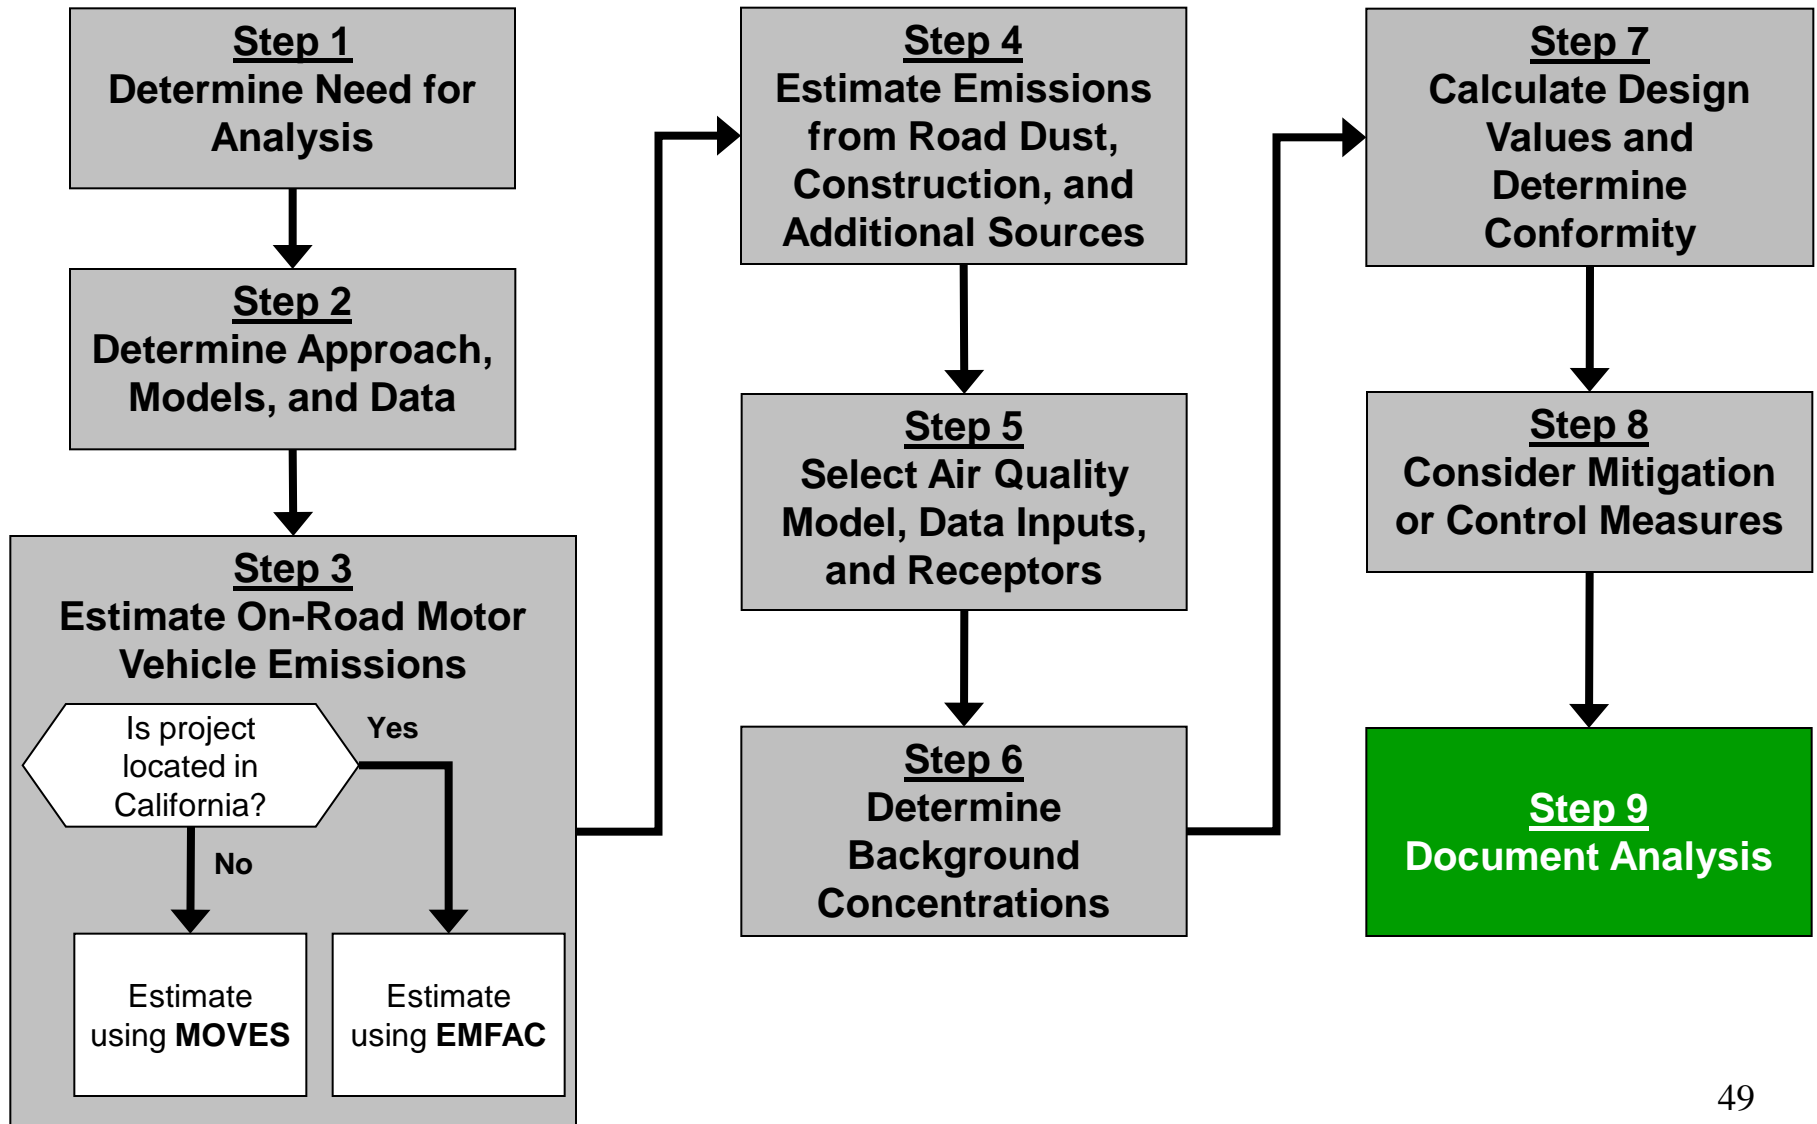 Step 1
Determine Need for
Analysis
Step 2
Determine Approach,
Models, and Data
Step 3
Estimate On-Road Motor
Vehicle Emissions
Is project
located in
California?
Yes
No
Estimate
using MOVES
Estimate
using EMFAC
Step 4
Estimate Emissions
from Road Dust,
Construction, and
Additional Sources
Step 5
Select Air Quality
Model, Data Inputs,
and Receptors
Step 6
Determine
Background
Concentrations
Step 7
Calculate Design
Values and
Determine
Conformity
Step 8
Consider Mitigation
or Control Measures
Step 9
Document Analysis
49